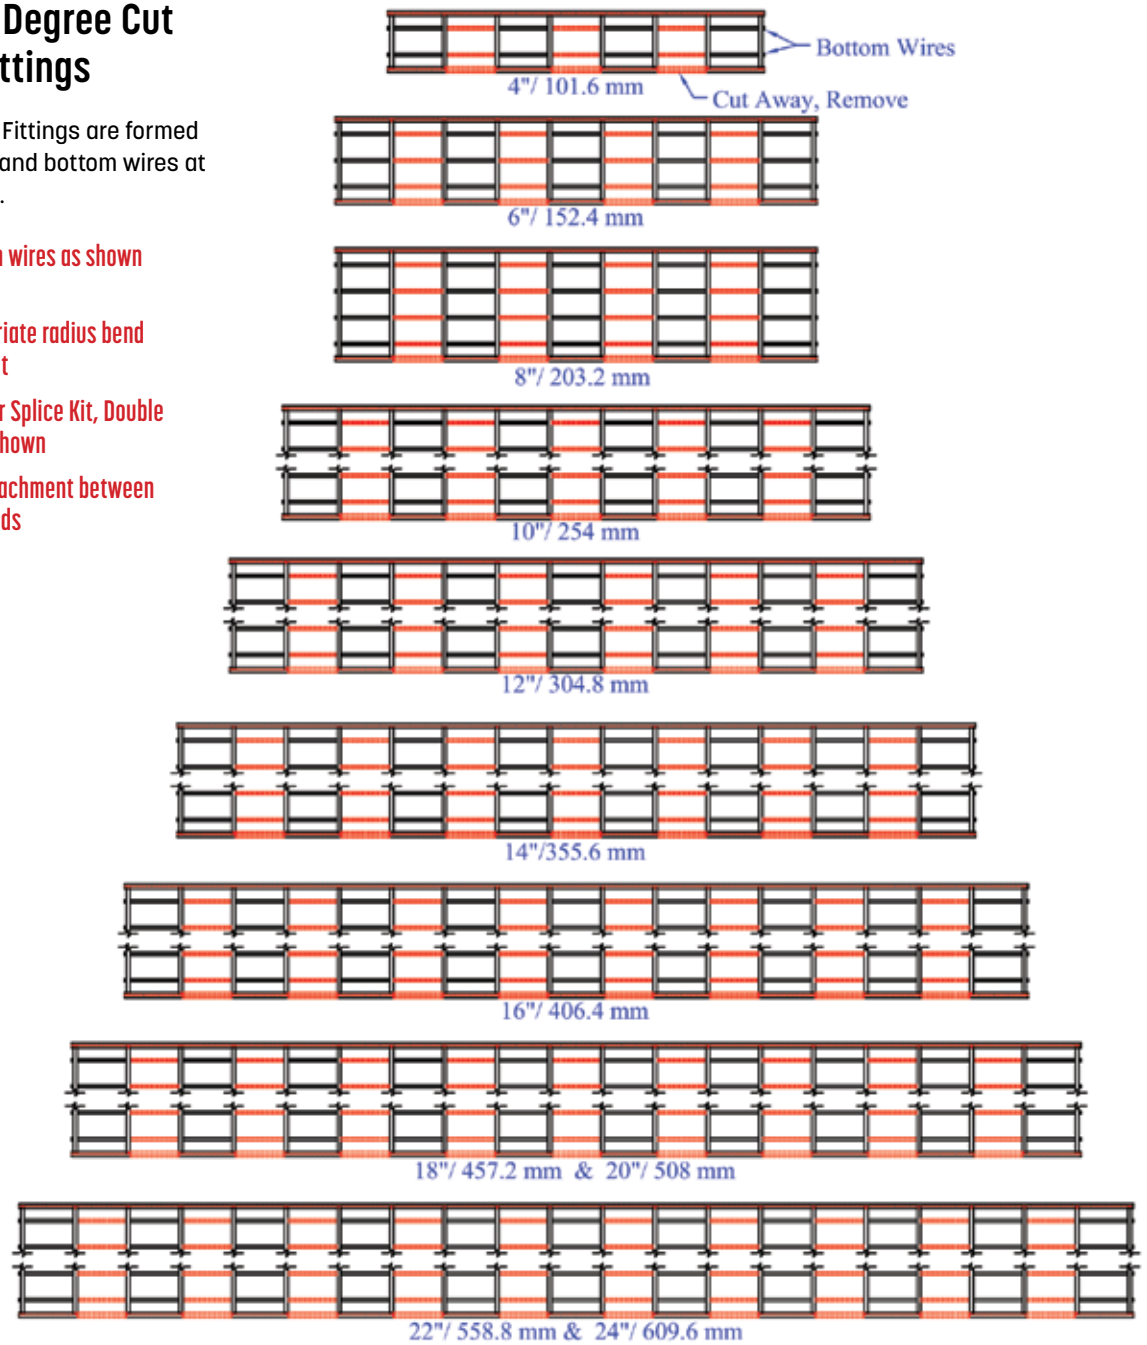 Degree Cut
ttings
Fittings are formed
and bottom wires at
.
n wires as shown
riate radius bend
t
r Splice Kit, Double
hown
achment between
ds
Bottom Wires
4"/ 101.6 mm
Cut Away, Remove
6"/ 152.4 mm
8"/ 203.2 mm
10"/ 254 mm
12"/ 304.8 mm
14"/355.6 mm
16"/ 406.4 mm
18"/ 457.2 mm & 20"/ 508 mm
22"/ 558.8 mm & 24"/ 609.6 mm